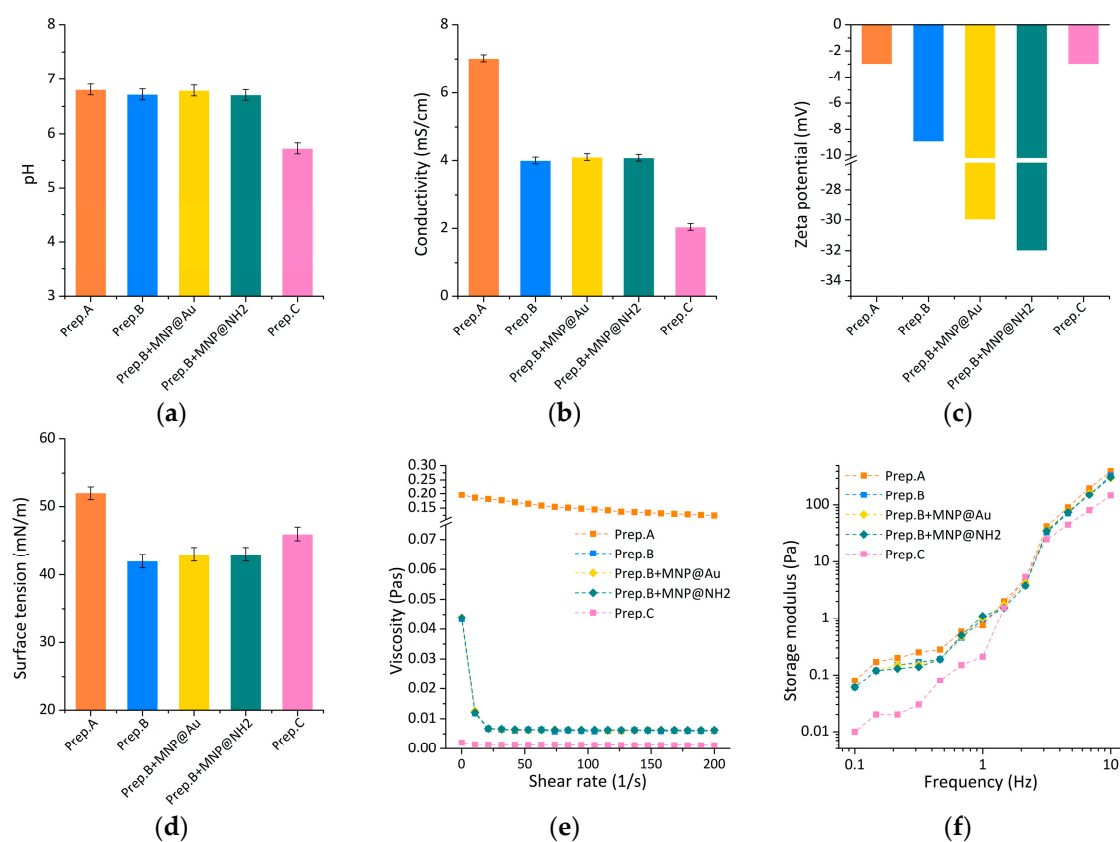 8
7
6
5
4
3
pH
Prep.A
Prep.B
Prep.B+MNP@Au
Prep.B+MNP@NH2
Prep.C
(a)
8
6
4
2
0
Conductivity (mS/cm)
Prep.A
Prep.B
Prep.B+MNP@Au
Prep.B+MNP@NH2
Prep.C
(b)
0
-2
-4
-6
-8
-10
-28
-30
-32
-34
Zeta potential (mV)
Prep.A
Prep.B
Prep.B+MNP@Au
Prep.B+MNP@NH2
Prep.C
(c)
60
50
40
30
20
Surface tension (mN/m)
Prep.A
Prep.B
Prep.B+MNP@Au
Prep.B+MNP@NH2
Prep.C
(d)
0.30
0.25
0.20
0.15
0.07
0.06
0.05
0.04
0.03
0.02
0.01
0.00
Viscosity (Pas)
Prep.A
Prep.B
Prep.B+MNP@Au
Prep.B+MNP@NH2
Prep.C
0 50 100 150 200
Shear rate (1/s)
(e)
100
10
1
0.1
0.01
Storage modulus (Pa)
Prep.A
Prep.B
Prep.B+MNP@Au
Prep.B+MNP@NH2
Prep.C
0.1 1 10
Frequency (Hz)
(f)